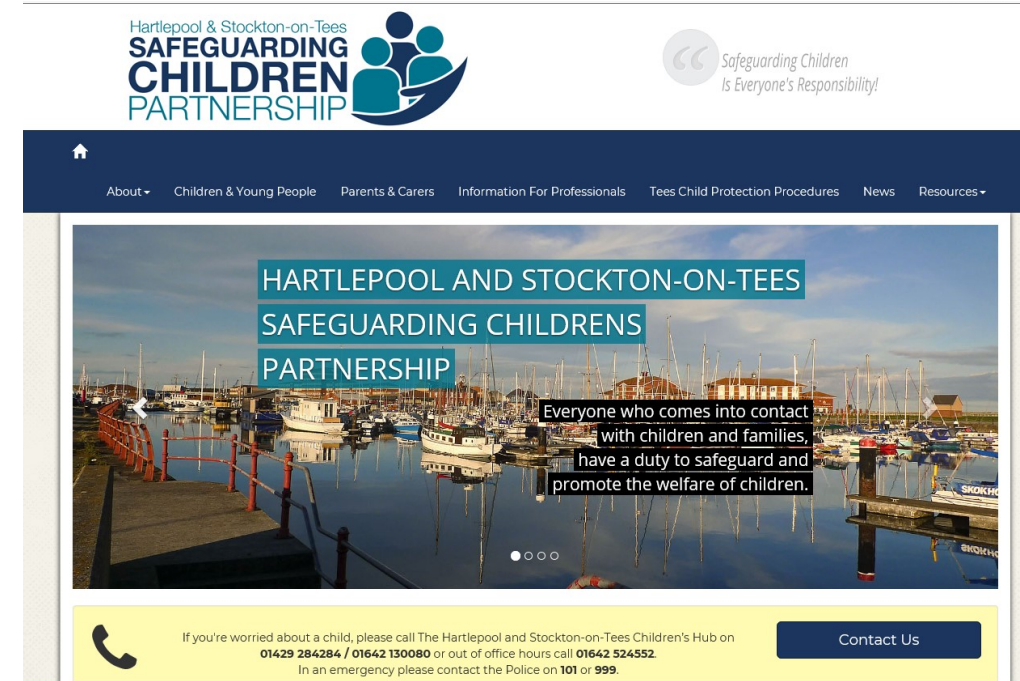 Hartlepool & Stockton-on-Tees
SAFEGUARDING
CHILDREN
PARTNERSHIP
Safeguarding Children
Is Everyone's Responsibility!
About
Children & Young People
Parents & Carers
Information For Professionals
Tees Child Protection Procedures
News
Resources
HARTLEPOOL AND STOCKTON-ON-TEES
SAFEGUARDING CHILDRENS
PARTNERSHIP
Everyone who comes into contact
with children and families,
have a duty to safeguard and
promote the welfare of children.
SKOKHO
SKOKHO
If you're worried about a child, please call The Hartlepool and Stockton-on-Tees Children's Hub on
01429 284284 / 01642 130080 or out of office hours call 01642 524552.
In an emergency please contact the Police on 101 or 999.
Contact Us